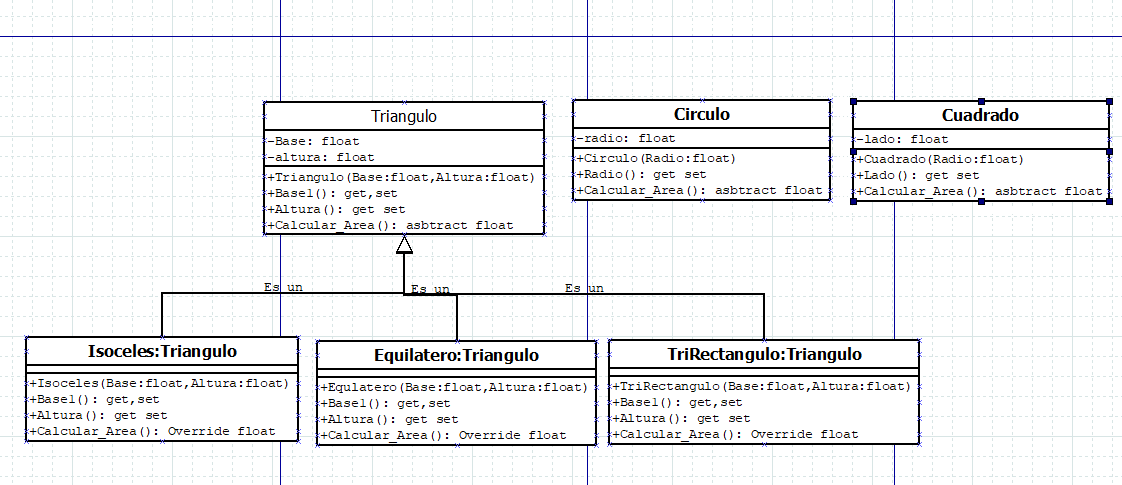 Triangulo
-Base: float
-altura: float
+Triangulo(Base:float,Altura:float)
+Base1(): get,set
+Altura(): get set
+Calcular_Area(): asbtract float
Circulo
-radio: float
+Circulo(Radio:float)
+Radio(): get set
+Calcular_Area(): asbtract float
Cuadrado
-lado: float
+Cuadrado(Radio:float)
+Lado(): get set
+Calcular_Area(): asbtract float
Es un
Es un
Es un
Isoceles:Triangulo
+Isoceles(Base:float,Altura:float)
+Base1(): get,set
+Altura(): get set
+Calcular_Area(): Override float
Equilatero:Triangulo
+Equlatero(Base:float,Altura:float)
+Base1(): get,set
+Altura(): get set
+Calcular_Area(): Override float
TriRectangulo:Triangulo
+TriRectangulo(Base:float,Altura:float)
+Base1(): get,set
+Altura(): get set
+Calcular_Area(): Override float